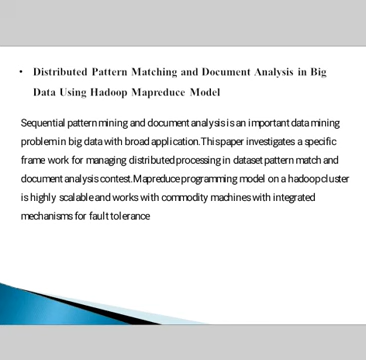 • Distributed Pattern Matching and Document Analysis in Big
Data Using Hadoop Mapreduce Model
Sequential pattern mining and document analysis is an important data mining
problem in big data with broad application.This paper investigates a specific
frame work for managing distributed processing in dataset pattern match and
document analysis contest.Mapreduce programming model on a hadoop cluster
is highly scalable and works with commodity machines with integrated
mechanisms for fault tolerance